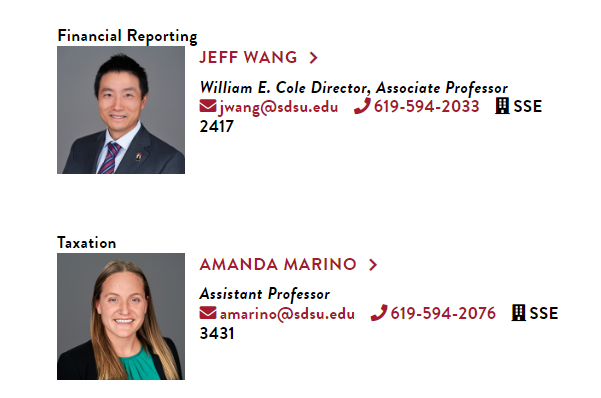 Financial Reporting
JEFF WANG
William E. Cole Director, Associate Professor
jwang@sdsu.edu 619-594-2033 SSE
2417
Taxation
AMANDA MARINO
Assistant Professor
amarino@sdsu.edu 619-594-2076 SSE
3431